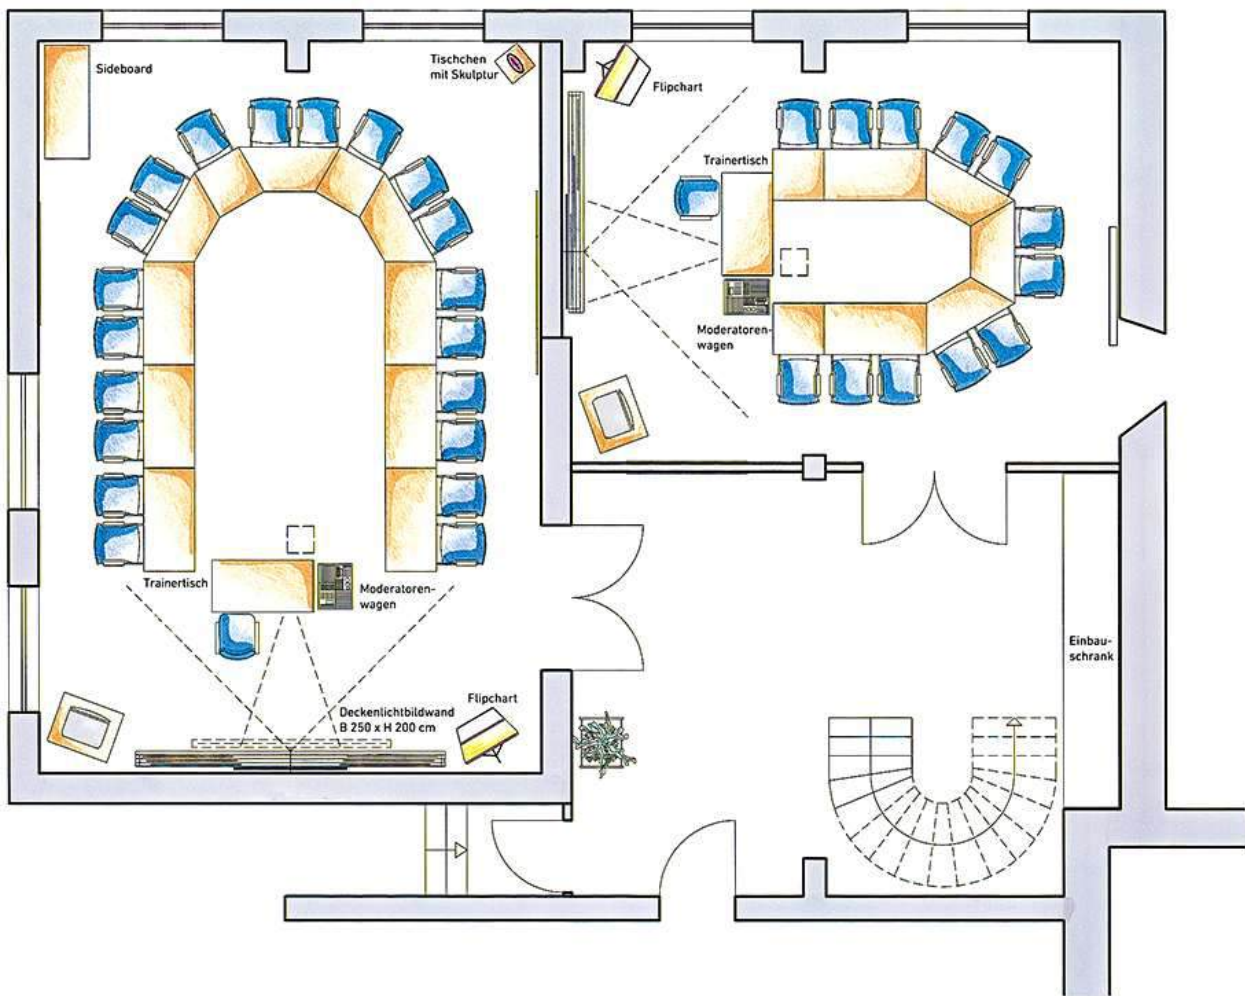 Sideboard
Tischchen
mit Skulptur
Flipchart
Trainertisch
Moderatoren-
wagen
Trainertisch
Moderatoren-
wagen
Einbau-
schrank
Flipchart
Deckenlichtbildwand
B 250 x H 200 cm